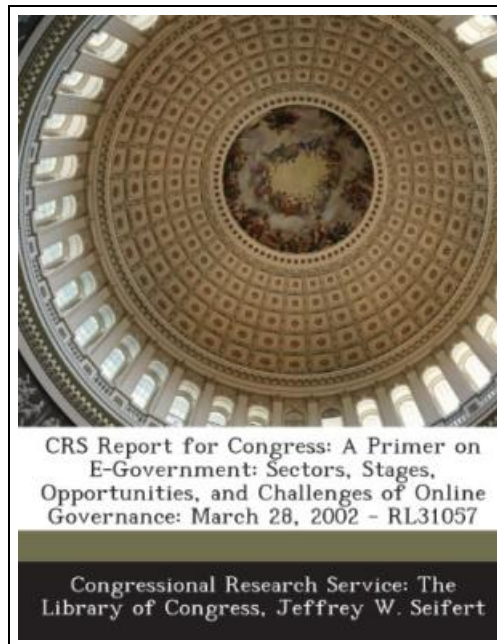 CRS Report for Congress: A Primer on
E-Government: Sectors, Stages,
Opportunities, and Challenges of Online
Governance: March 28, 2002 - RL31057
Congressional Research Service: The
Library of Congress, Jeffrey W. Seifert